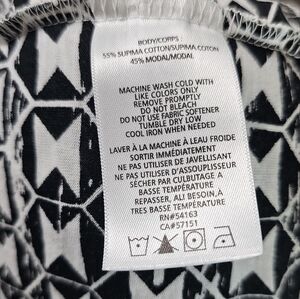 BODY/CORPS :
55% SUPIMA COTTON/SUPIMA COTON
45% MODAL/MODAL
MACHINE WASH COLD WITH
LIKE COLORS ONLY
REMOVE PROMPTLY
DO NOT BLEACH
DO NOT USE FABRIC SOFTENER
TUMBLE DRY LOW
COOL IRON WHEN NEEDED
LAVER À LA MACHINE À L'EAU FROIDE
SORTIR IMMÉDIATEMENT
NE PAS UTILISER DE JAVELLISANT
NE PAS UTILISER D'ASSOUPLISSEUR
SÉCHER PAR CULBUTAGE À
BASSE TEMPÉRATURE
REPASSER, ALI BESOIN, À
TRES BASSE TEMPERATURE
RN#54163
CA#57151